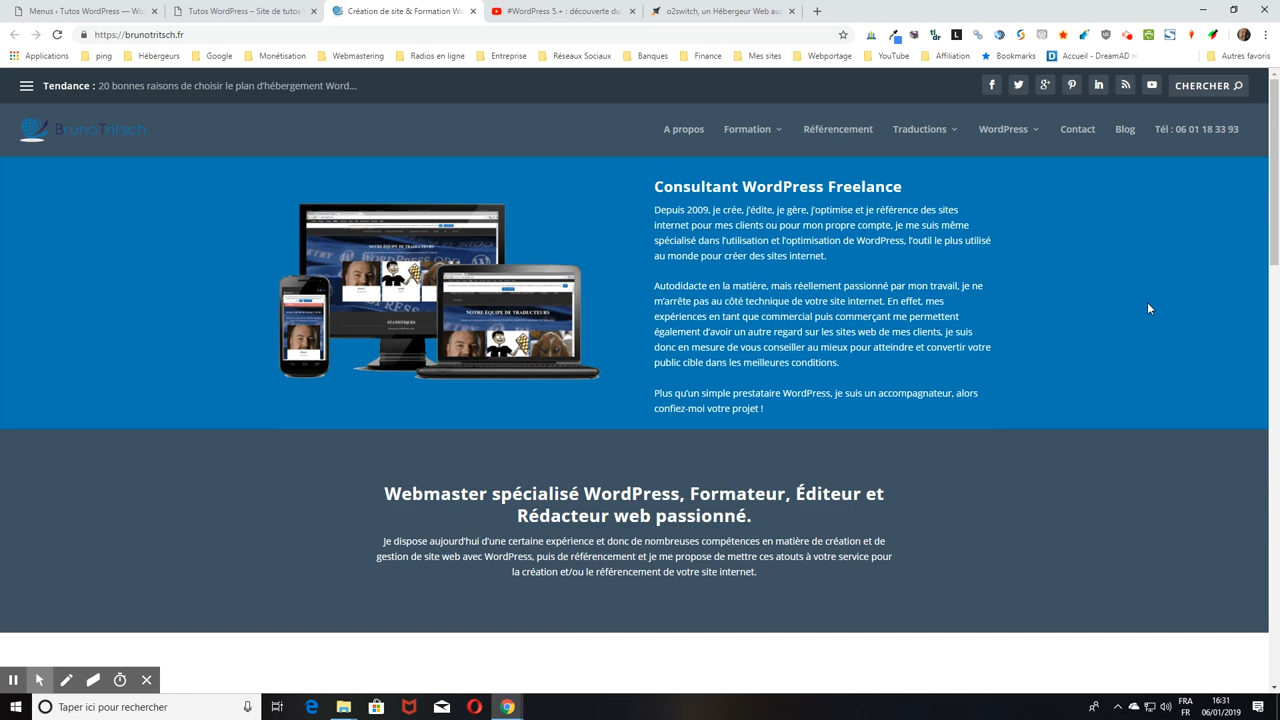 Menus ‹ Tutos WordPress — W
Tutos WordPress – Site de tutos
Création de site & Formation Wo
#WordPress 5.+ : découverte du
o2switch, un Hébergeur Web au
https://brunotritsch.fr
Applications ping Hébergeurs Google Monétisation Webmastering Radios en ligne Entreprise Réseaux Sociaux Banques Finance Mes sites Webportage YouTube Affiliation Bookmarks Accueil - DreamAD Autres favoris
Tendance : 20 bonnes raisons de choisir le plan d'hébergement Word...
CHERCHER
BrunoTritsch
A propos Formation Référencement Traductions WordPress Contact Blog Tél : 06 01 18 33 93
NOTRE ÉQUIPE DE TRADUCTEURS
STATISTIQUES
NOTRE ÉQUIPE DE TRADUCTEURS
Consultant WordPress Freelance
Depuis 2009, je crée, j'édite, je gère, j'optimise et je référence des sites
internet pour mes clients ou pour mon propre compte, je me suis même
spécialisé dans l'utilisation et l'optimisation de WordPress, l'outil le plus utilisé
au monde pour créer des sites internet.
Autodidacte en la matière, mais réellement passionné par mon travail, je ne
m'arrête pas au côté technique de votre site internet. En effet, mes
expériences en tant que commercial puis commerçant me permettent
également d'avoir un autre regard sur les sites web de mes clients, je suis
donc en mesure de vous conseiller au mieux pour atteindre et convertir votre
public cible dans les meilleures conditions.
Plus qu'un simple prestataire WordPress, je suis un accompagnateur, alors
confiez-moi votre projet !
Webmaster spécialisé WordPress, Formateur, Éditeur et
Rédacteur web passionné.
Je dispose aujourd'hui d'une certaine expérience et donc de nombreuses compétences en matière de création et de
gestion de site web avec WordPress, puis de référencement et je me propose de mettre ces atouts à votre service pour
la création et/ou le référencement de votre site internet.
Taper ici pour rechercher
FRA
FR
16:31
06/01/2019